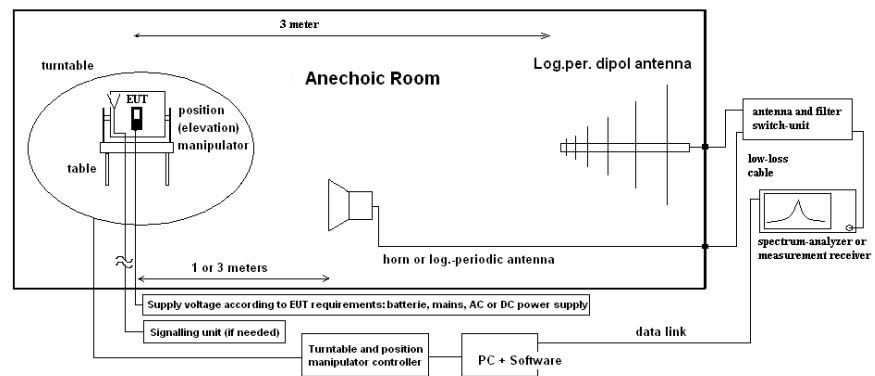 3 meter
turntable
Anechoic Room
Log.per. dipol antenna
EUT
position
(elevation)
manipulator
table
antenna and filter
switch-unit
low-loss
cable
spectrum-analyzer or
measurement receiver
horn or log.-periodic antenna
1 or 3 meters
Supply voltage according to EUT requirements: batterie, mains, AC or DC power supply
Signalling unit (if needed)
data link
Turntable and position
manipulator controller
PC + Software